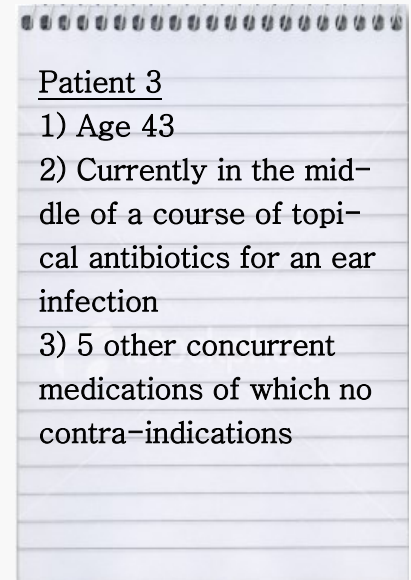 Patient 3
1) Age 43
2) Currently in the mid-
dle of a course of topi-
cal antibiotics for an ear
infection
3) 5 other concurrent
medications of which no
contra-indications